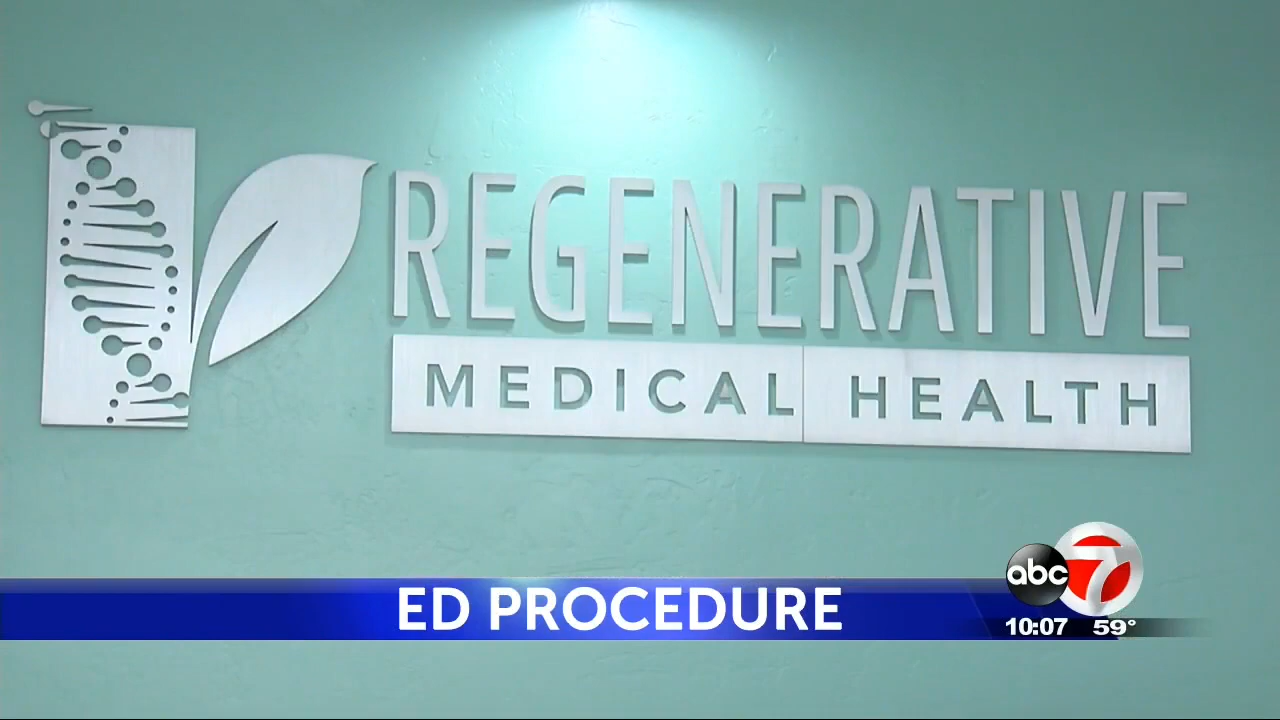 REGENERATIVE
MEDICAL HEALTH
ED PROCEDURE
abc 7
10:07 59°